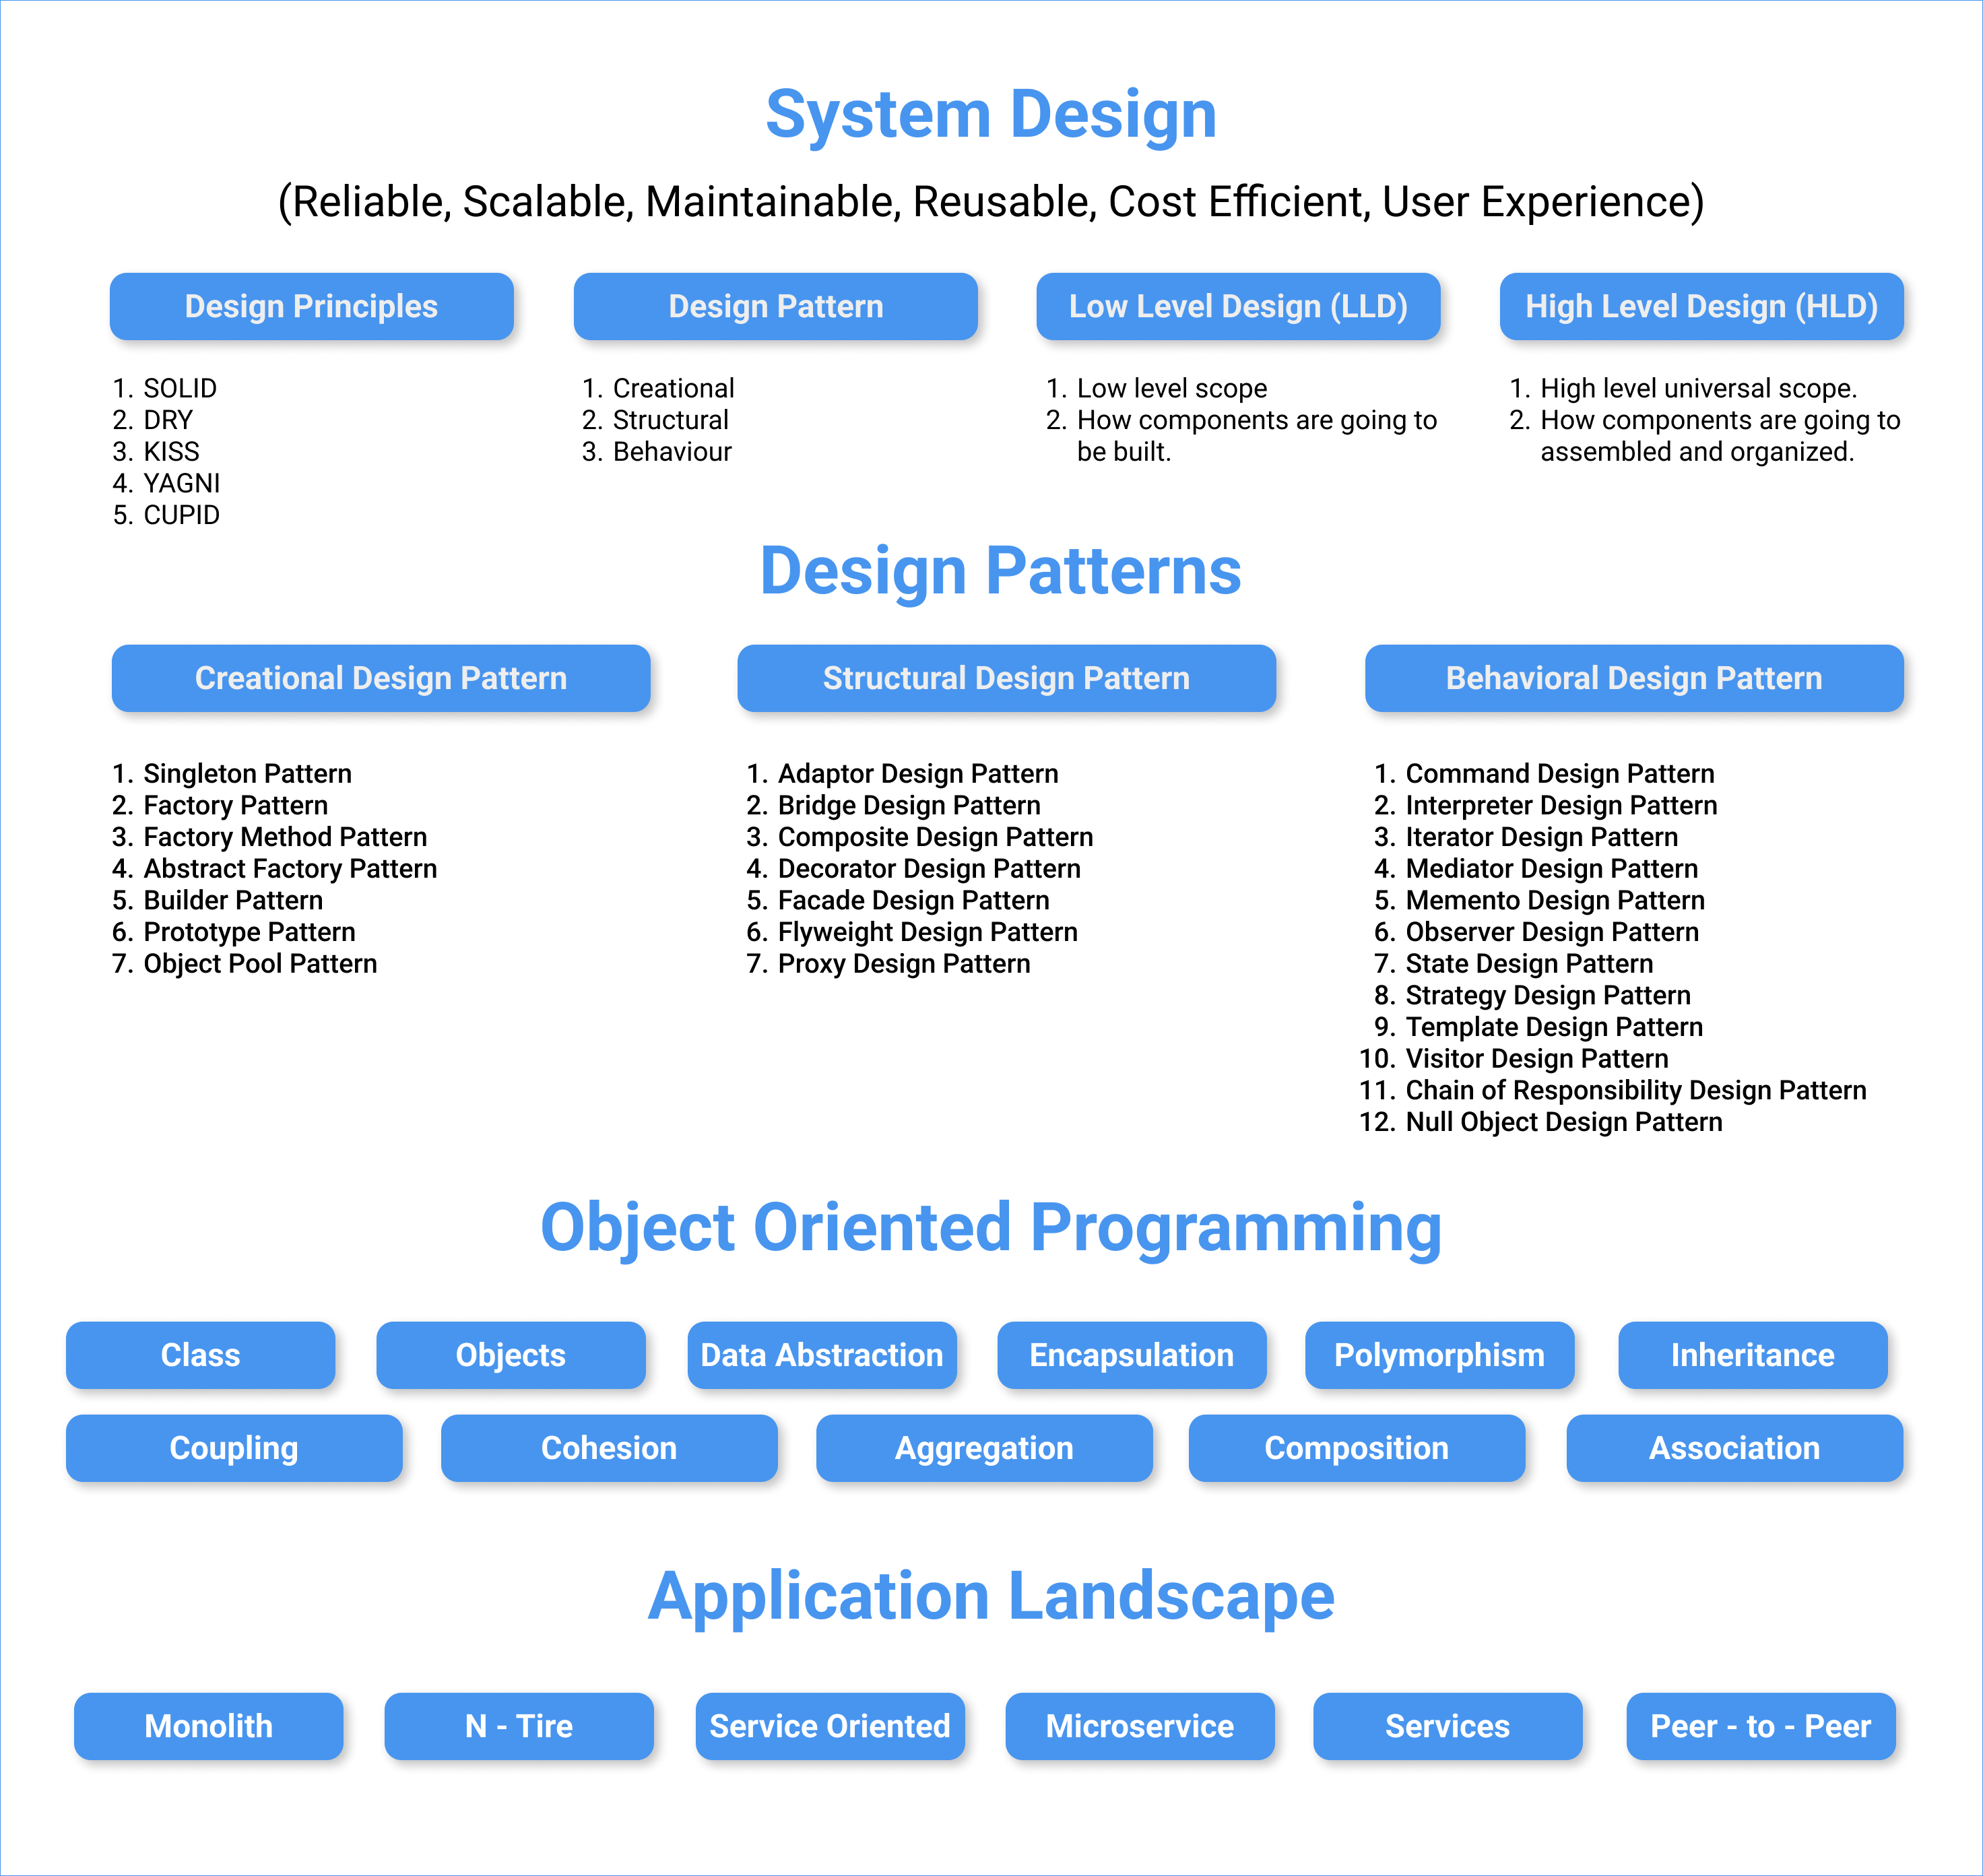 System Design
(Reliable, Scalable, Maintainable, Reusable, Cost Efficient, User Experience)
Design Principles
1. SOLID
2. DRY
3. KISS
4. YAGNI
5. CUPID
Design Pattern
1. Creational
2. Structural
3. Behaviour
Low Level Design (LLD)
1. Low level scope
2. How components are going to
be built.
High Level Design (HLD)
1. High level universal scope.
2. How components are going to
assembled and organized.
Design Patterns
Creational Design Pattern
1. Singleton Pattern
2. Factory Pattern
3. Factory Method Pattern
4. Abstract Factory Pattern
5. Builder Pattern
6. Prototype Pattern
7. Object Pool Pattern
Structural Design Pattern
1. Adaptor Design Pattern
2. Bridge Design Pattern
3. Composite Design Pattern
4. Decorator Design Pattern
5. Facade Design Pattern
6. Flyweight Design Pattern
7. Proxy Design Pattern
Behavioral Design Pattern
1. Command Design Pattern
2. Interpreter Design Pattern
3. Iterator Design Pattern
4. Mediator Design Pattern
5. Memento Design Pattern
6. Observer Design Pattern
7. State Design Pattern
8. Strategy Design Pattern
9. Template Design Pattern
10. Visitor Design Pattern
11. Chain of Responsibility Design Pattern
12. Null Object Design Pattern
Object Oriented Programming
Class
Objects
Data Abstraction
Encapsulation
Polymorphism
Inheritance
Coupling
Cohesion
Aggregation
Composition
Association
Application Landscape
Monolith
N - Tire
Service Oriented
Microservice
Services
Peer - to - Peer